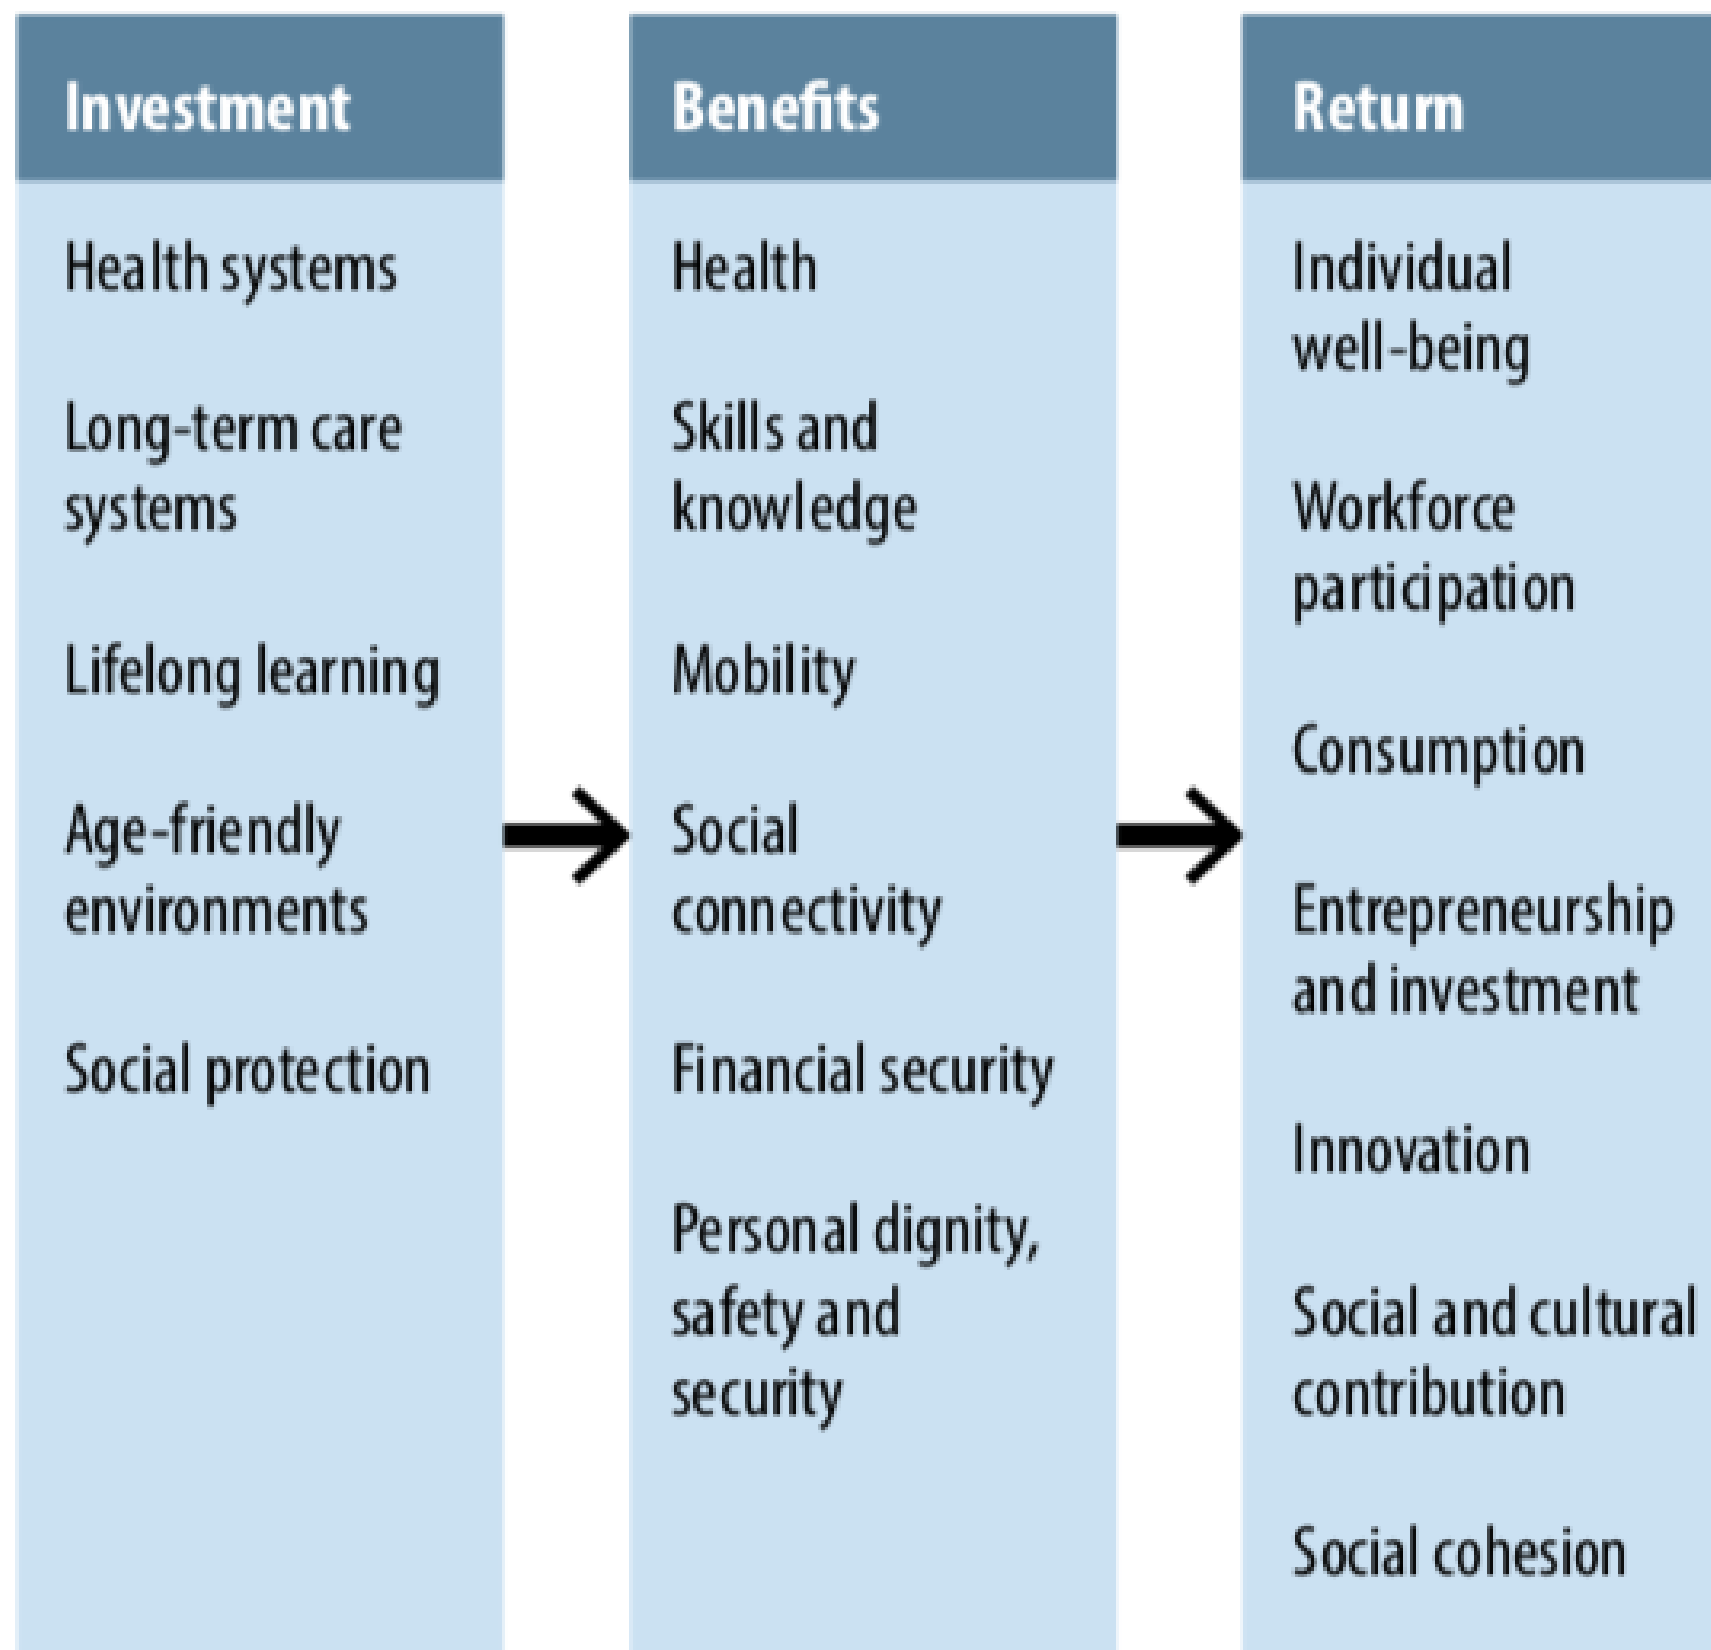 Investment
Health systems
Long-term care
systems
Lifelong learning
Age-friendly
environments
Social protection
Benefits
Health
Skills and
knowledge
Mobility
Social
connectivity
Financial security
Personal dignity,
safety and
security
Return
Individual
well-being
Workforce
participation
Consumption
Entrepreneurship
and investment
Innovation
Social and cultural
contribution
Social cohesion